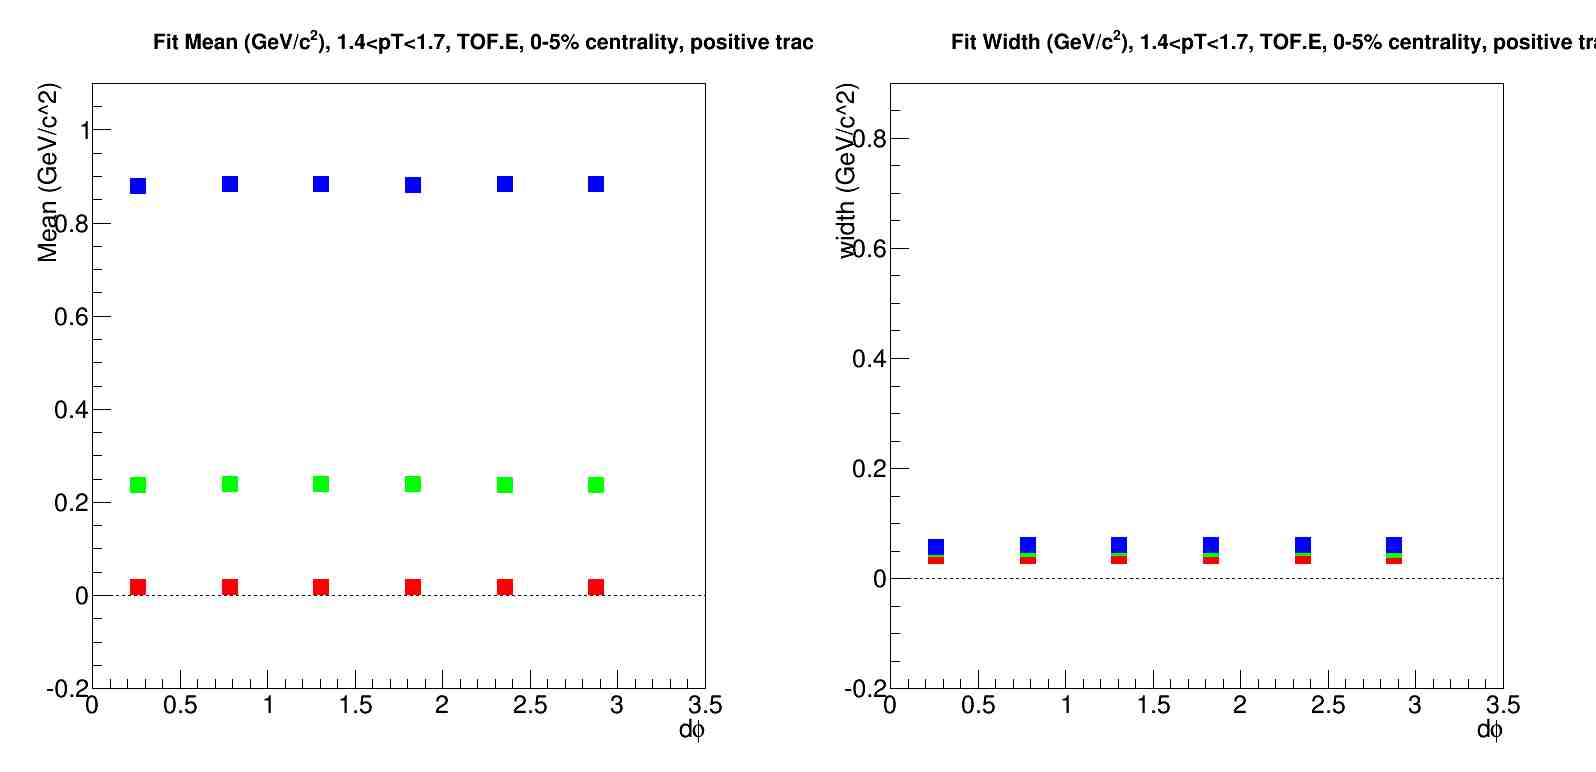 Fit Mean (GeV/c²), 1.4<pT<1.7, TOF.E, 0-5% centrality, positive trac
Mean (GeV/c^2)
1
0.8
0.6
0.4
0.2
0
-0.2
0 0.5 1 1.5 2 2.5 3 3.5
dϕ
Fit Width (GeV/c²), 1.4<pT<1.7, TOF.E, 0-5% centrality, positive tra
width (GeV/c^2)
0.8
0.6
0.4
0.2
0
-0.2
0 0.5 1 1.5 2 2.5 3 3.5
dϕ